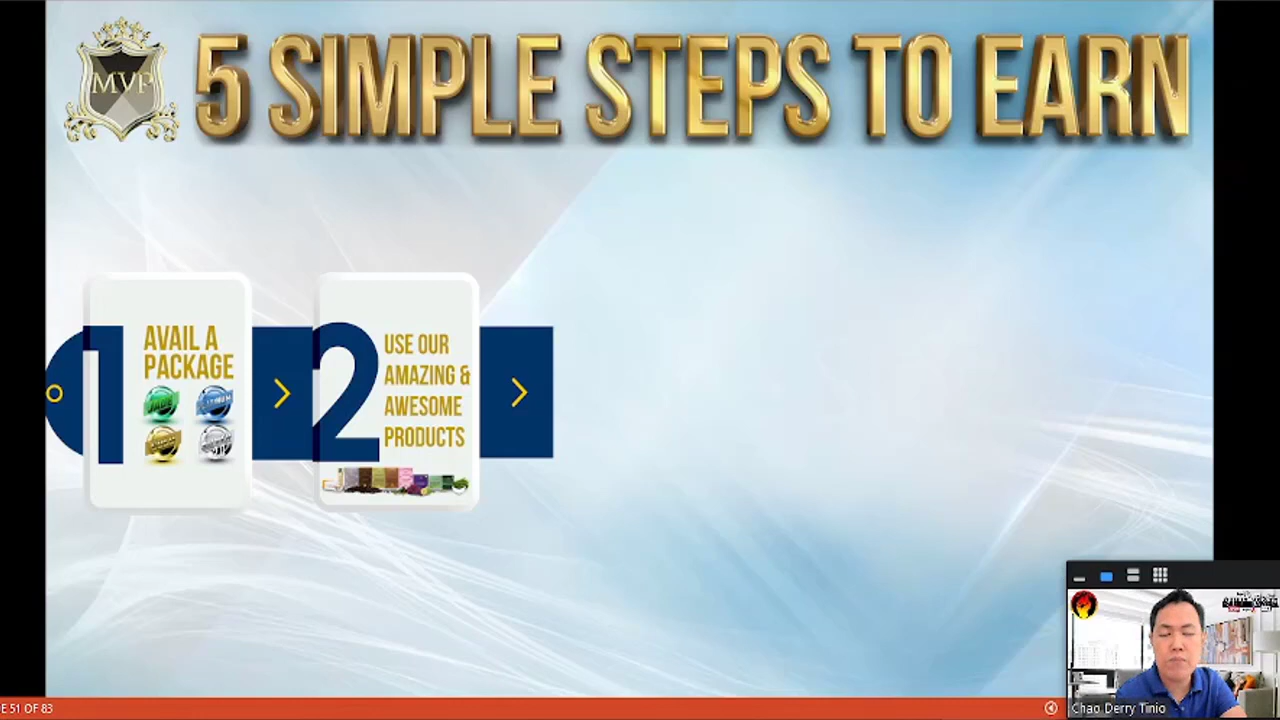 MVP
5 SIMPLE STEPS TO EARN
1
AVAIL A
PACKAGE
JADE
2
USE OUR
AMAZING &
AWESOME
PRODUCTS
E 51 OF 83
Chao Derry Tinio